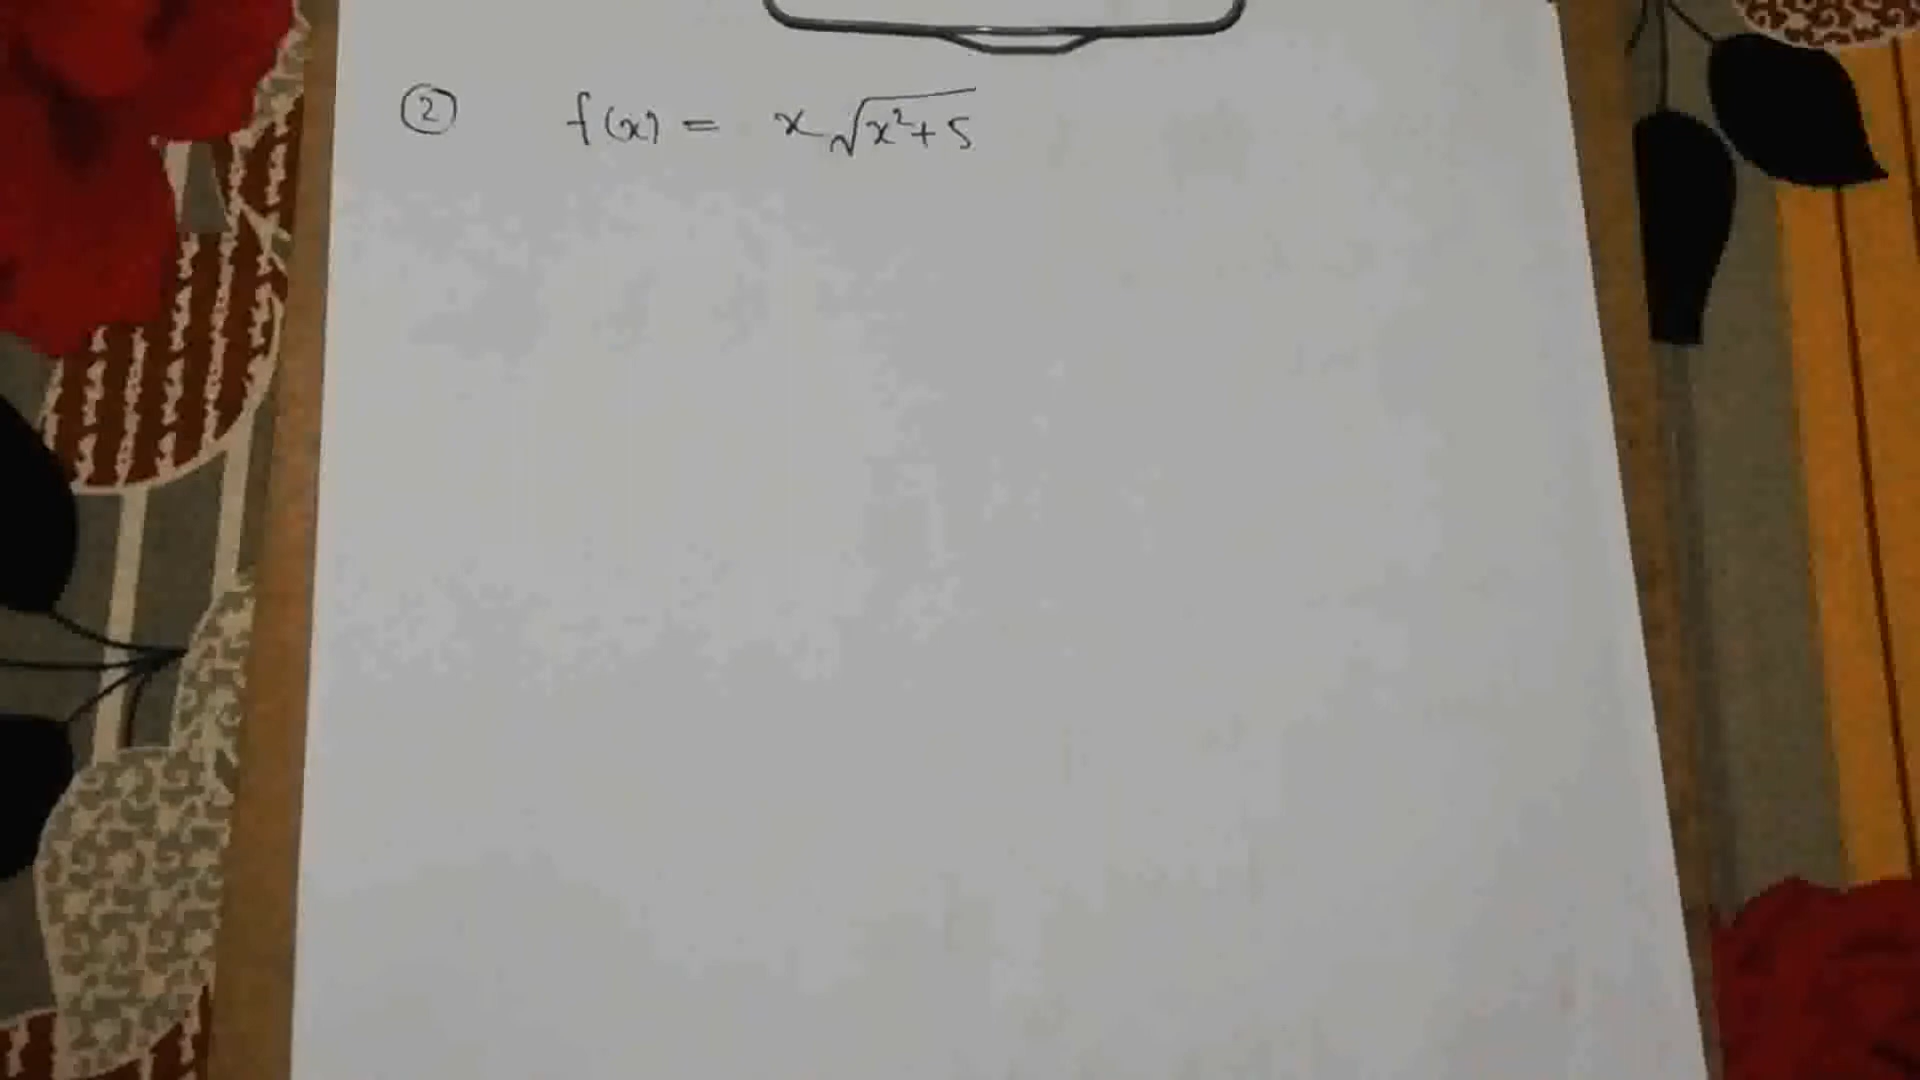 ② f(x) = x√(x²+5)